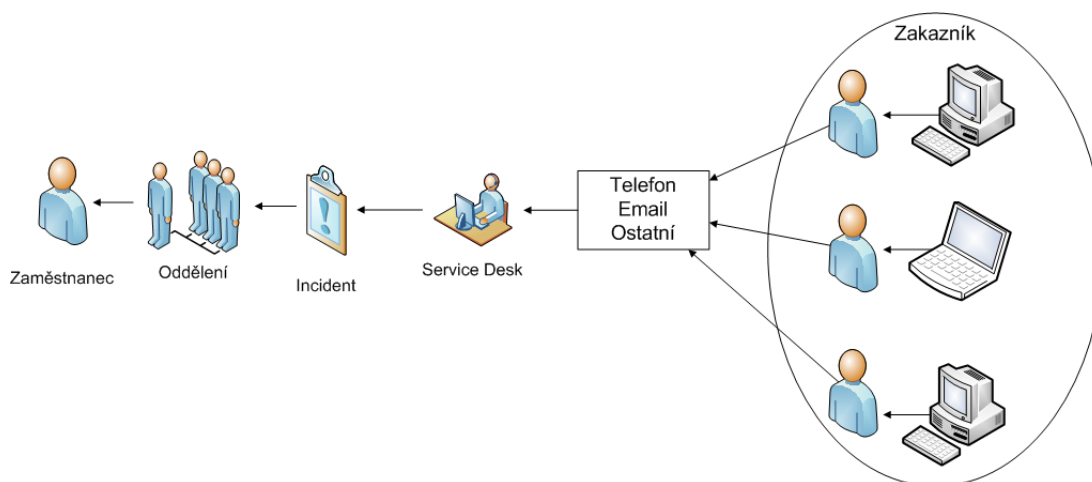 Zakazník
Telefon
Email
Ostatní
Zaměstnanec
Oddělení
Incident
Service Desk